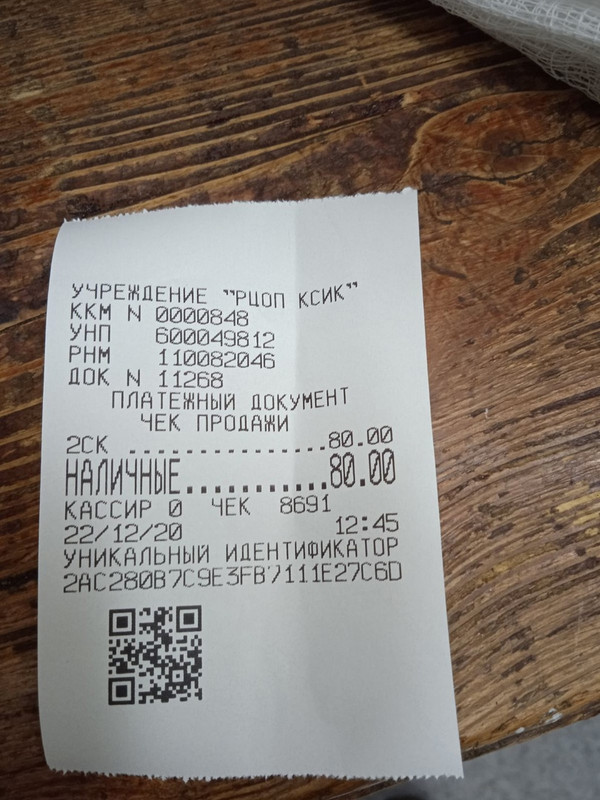 УЧРЕЖДЕНИЕ "РЦОП КСИК"
ККМ N 0000848
УНП 600049812
РНМ 110082046
ДОК N 11268
ПЛАТЕЖНЫЙ ДОКУМЕНТ
ЧЕК ПРОДАЖИ
2СК ................80.00
НАЛИЧНЫЕ...........80.00
КАССИР 0 ЧЕК 8691
22/12/20 12:45
УНИКАЛЬНЫЙ ИДЕНТИФИКАТОР
2AC280B7C9E3FB7111E27C6D